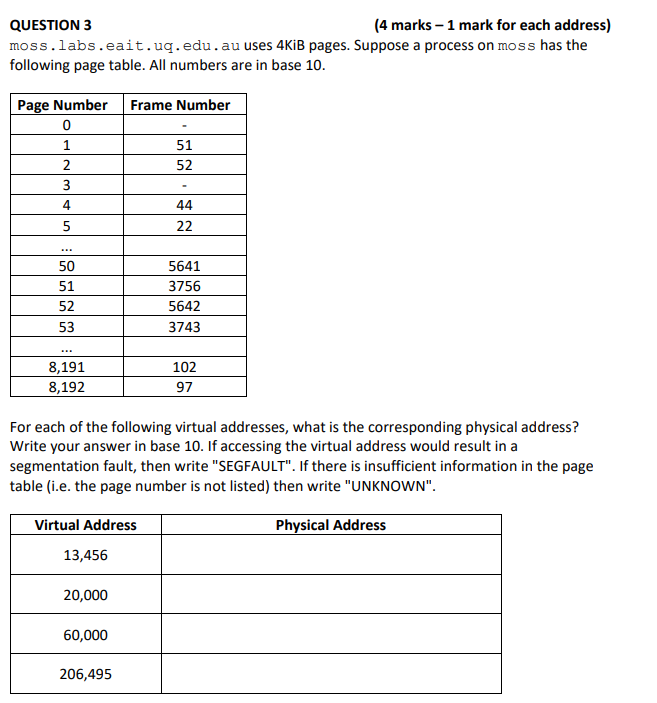 QUESTION 3 (4 marks – 1 mark for each address)
moss.labs.eait.uq.edu.au uses 4KiB pages. Suppose a process on moss has the
following page table. All numbers are in base 10.
Page Number Frame Number
0 -
1 51
2 52
3 -
4 44
5 22
...
50 5641
51 3756
52 5642
53 3743
...
8,191 102
8,192 97
For each of the following virtual addresses, what is the corresponding physical address?
Write your answer in base 10. If accessing the virtual address would result in a
segmentation fault, then write "SEGFAULT". If there is insufficient information in the page
table (i.e. the page number is not listed) then write "UNKNOWN".
Virtual Address Physical Address
13,456
20,000
60,000
206,495